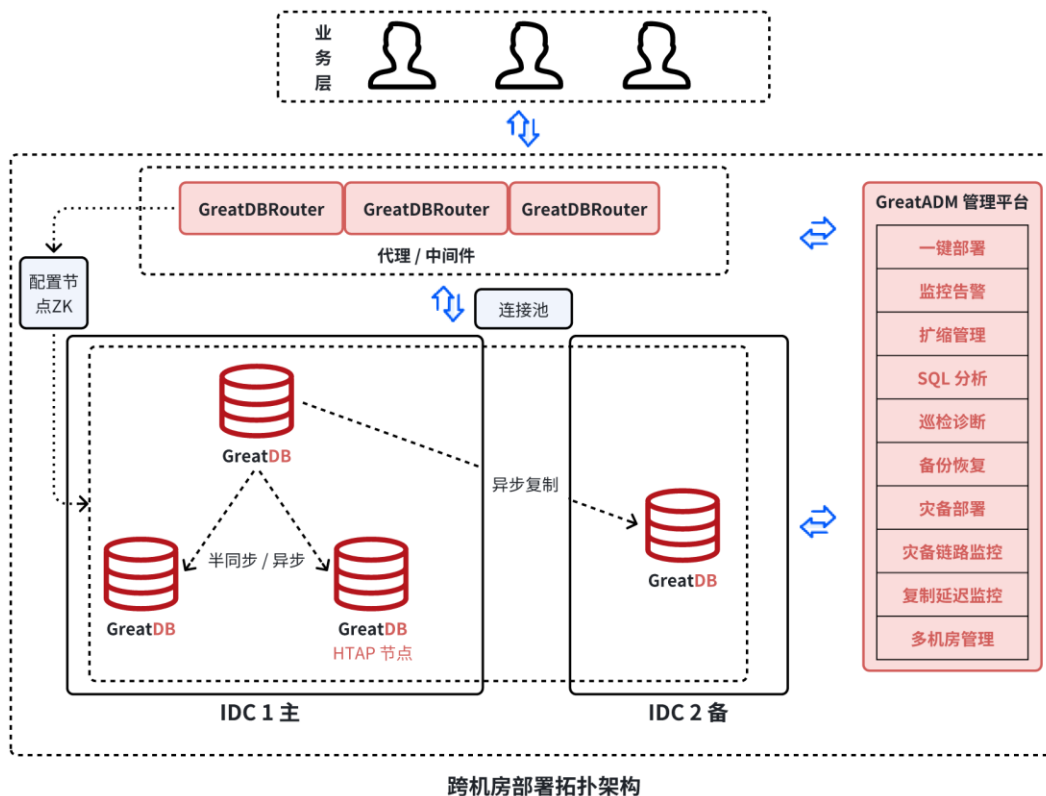 业
务
层
GreatDBRouter
GreatDBRouter
GreatDBRouter
代理 / 中间件
配置节
点ZK
连接池
GreatDB
异步复制
半同步 / 异步
GreatDB
GreatDB
HTAP 节点
GreatDB
IDC 1 主
IDC 2 备
GreatADM 管理平台
一键部署
监控告警
扩缩管理
SQL 分析
巡检诊断
备份恢复
灾备部署
灾备链路监控
复制延迟监控
多机房管理
跨机房部署拓扑架构